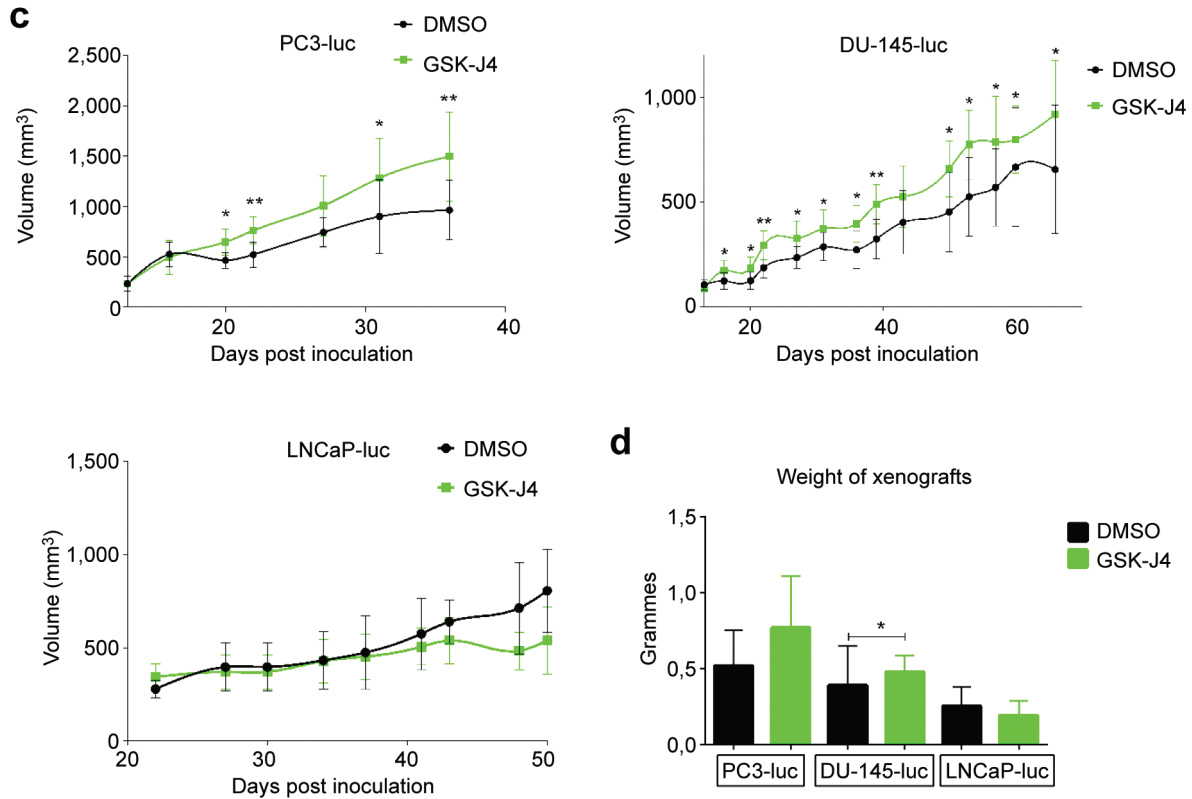 c
PC3-luc
DMSO
GSK-J4
2,500
2,000
1,500
1,000
500
0
Volume (mm³)
* ** * **
20 30 40
Days post inoculation
DU-145-luc
DMSO
GSK-J4
1,000
500
0
Volume (mm³)
* * ** * * * ** * * * * *
20 40 60
Days post inoculation
LNCaP-luc
DMSO
GSK-J4
1,500
1,000
500
0
Volume (mm³)
20 30 40 50
Days post inoculation
d
Weight of xenografts
DMSO
GSK-J4
1,5
1,0
0,5
0,0
Grammes
*
PC3-luc DU-145-luc LNCaP-luc